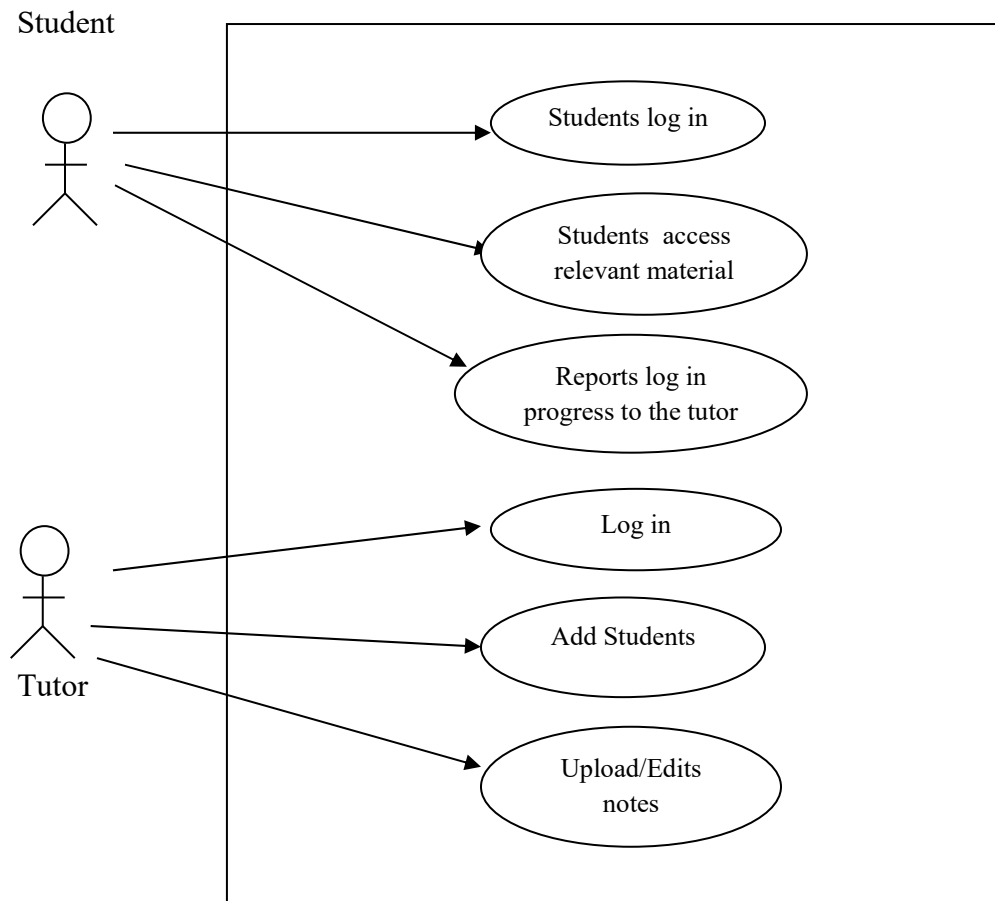 Student
Students log in
Students  access
relevant material
Reports log in
progress to the tutor
Log in
Add Students
Tutor
Upload/Edits
notes